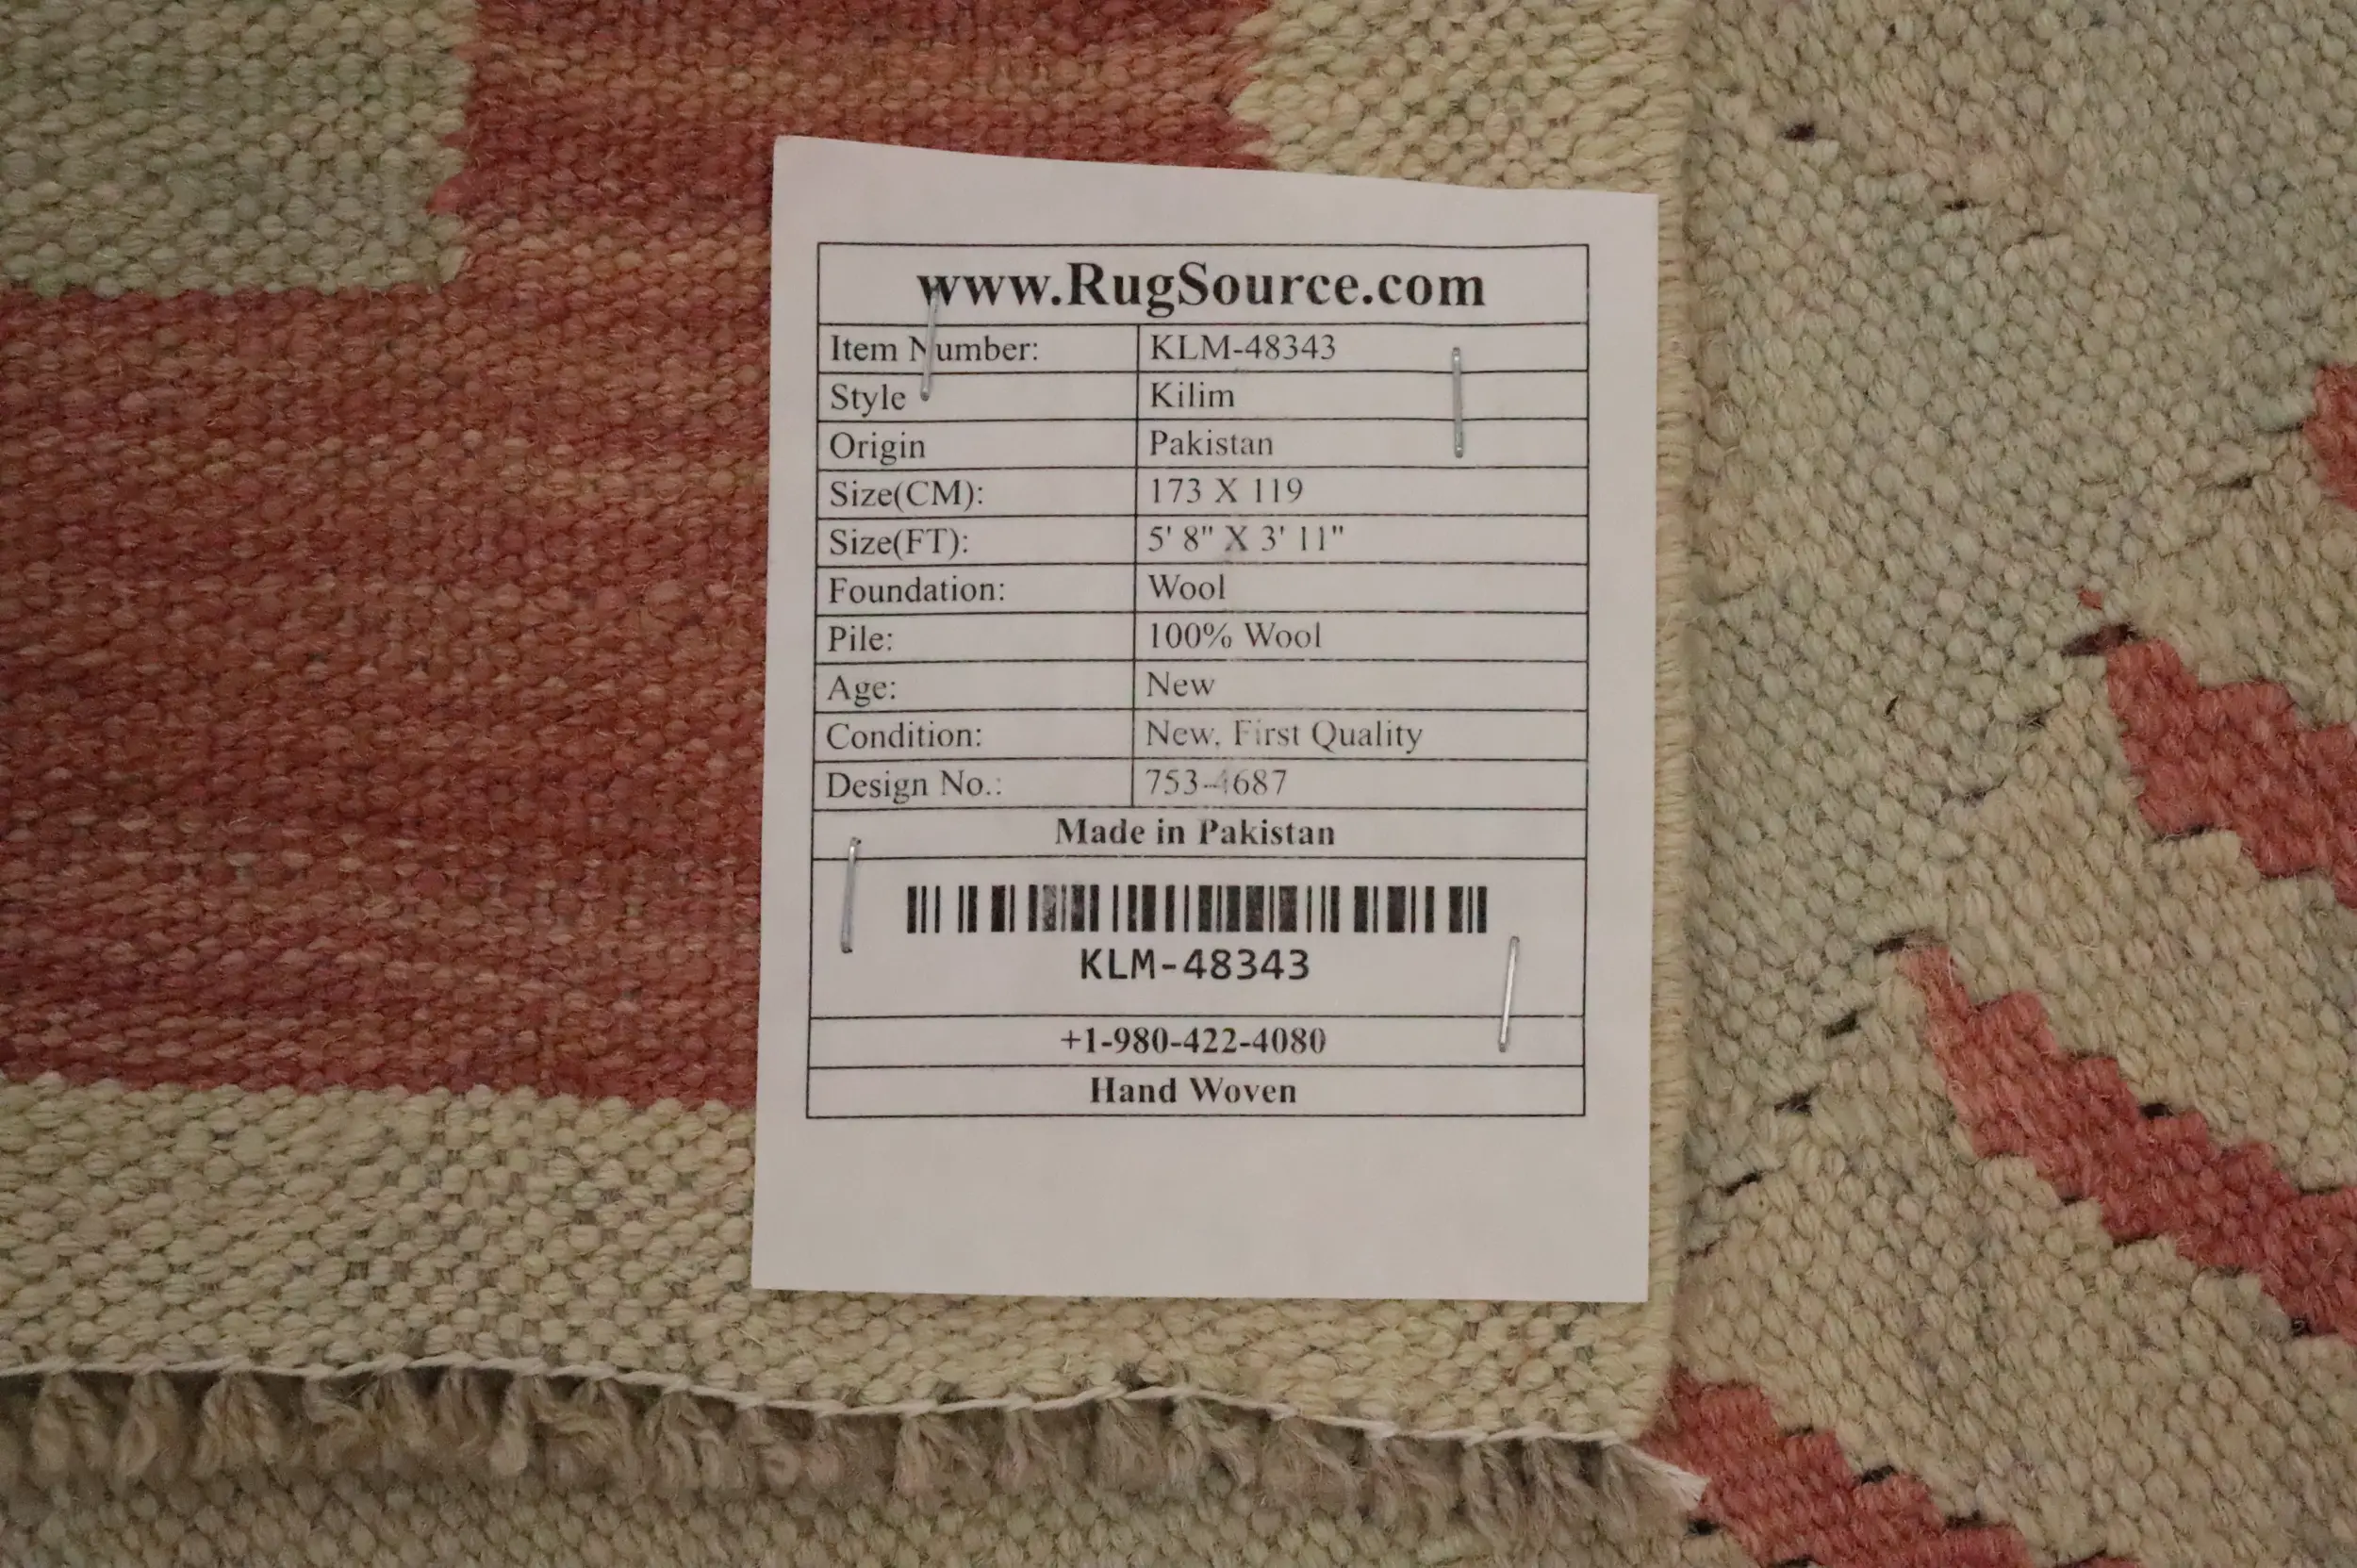 www.RugSource.com
Item Number: KLM-48343
Style Kilim
Origin Pakistan
Size(CM): 173 X 119
Size(FT): 5' 8" X 3' 11"
Foundation: Wool
Pile: 100% Wool
Age: New
Condition: New, First Quality
Design No.: 753-4687
Made in Pakistan
KLM-48343
+1-980-422-4080
Hand Woven